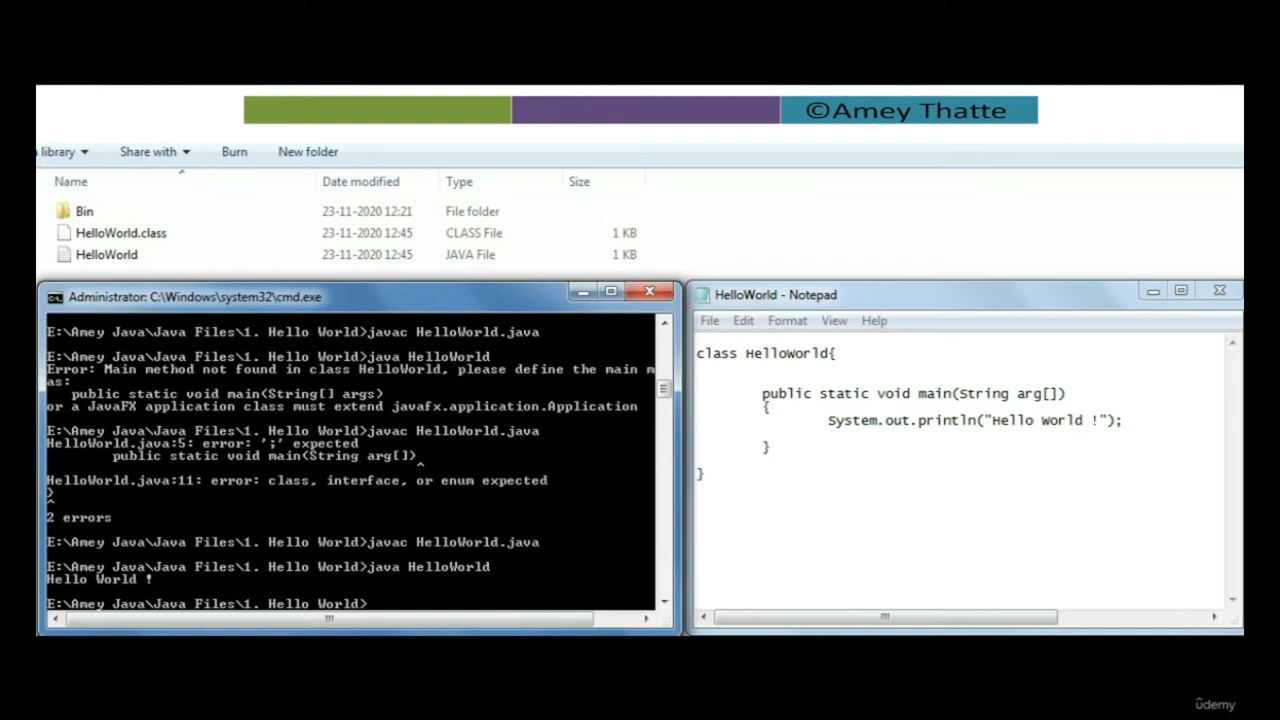 ©Amey Thatte
library Share with Burn New folder
Name Date modified Type Size
Bin 23-11-2020 12:21 File folder
HelloWorld.class 23-11-2020 12:45 CLASS File 1 KB
HelloWorld 23-11-2020 12:45 JAVA File 1 KB
Administrator: C:\Windows\system32\cmd.exe
E:\Amey Java\Java Files\1. Hello World>javac HelloWorld.java
E:\Amey Java\Java Files\1. Hello World>java HelloWorld
Error: Main method not found in class HelloWorld, please define the main m
as:
public static void main(String[] args)
or a JavaFX application class must extend javafx.application.Application
E:\Amey Java\Java Files\1. Hello World>javac HelloWorld.java
HelloWorld.java:5: error: ';' expected
public static void main(String arg[])
^
HelloWorld.java:11: error: class, interface, or enum expected
}
^
2 errors
E:\Amey Java\Java Files\1. Hello World>javac HelloWorld.java
E:\Amey Java\Java Files\1. Hello World>java HelloWorld
Hello World !
E:\Amey Java\Java Files\1. Hello World>
HelloWorld - Notepad
File Edit Format View Help
class HelloWorld{
public static void main(String arg[])
{
System.out.println("Hello World !");
}
}
ûdemy